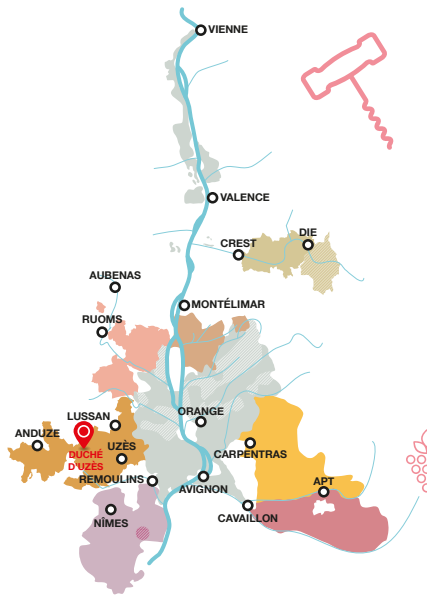 VIENNE
VALENCE
DIE
CREST
AUBENAS
MONTÉLIMAR
RUOMS
ORANGE
LUSSAN
ANDUZE
UZÈS
DUCHÉ
D'UZÈS
CARPENTRAS
REMOULINS
AVIGNON
APT
CAVAILLON
NÎMES